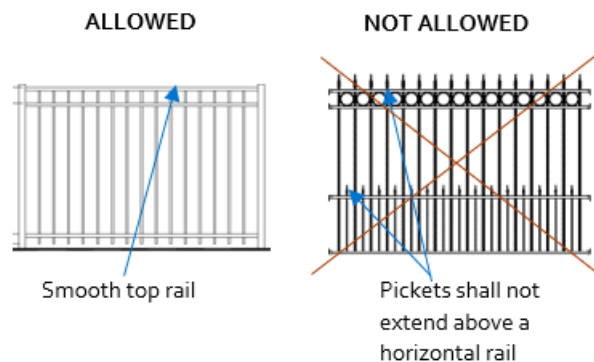 ALLOWED
NOT ALLOWED
Smooth top rail
Pickets shall not
extend above a
horizontal rail